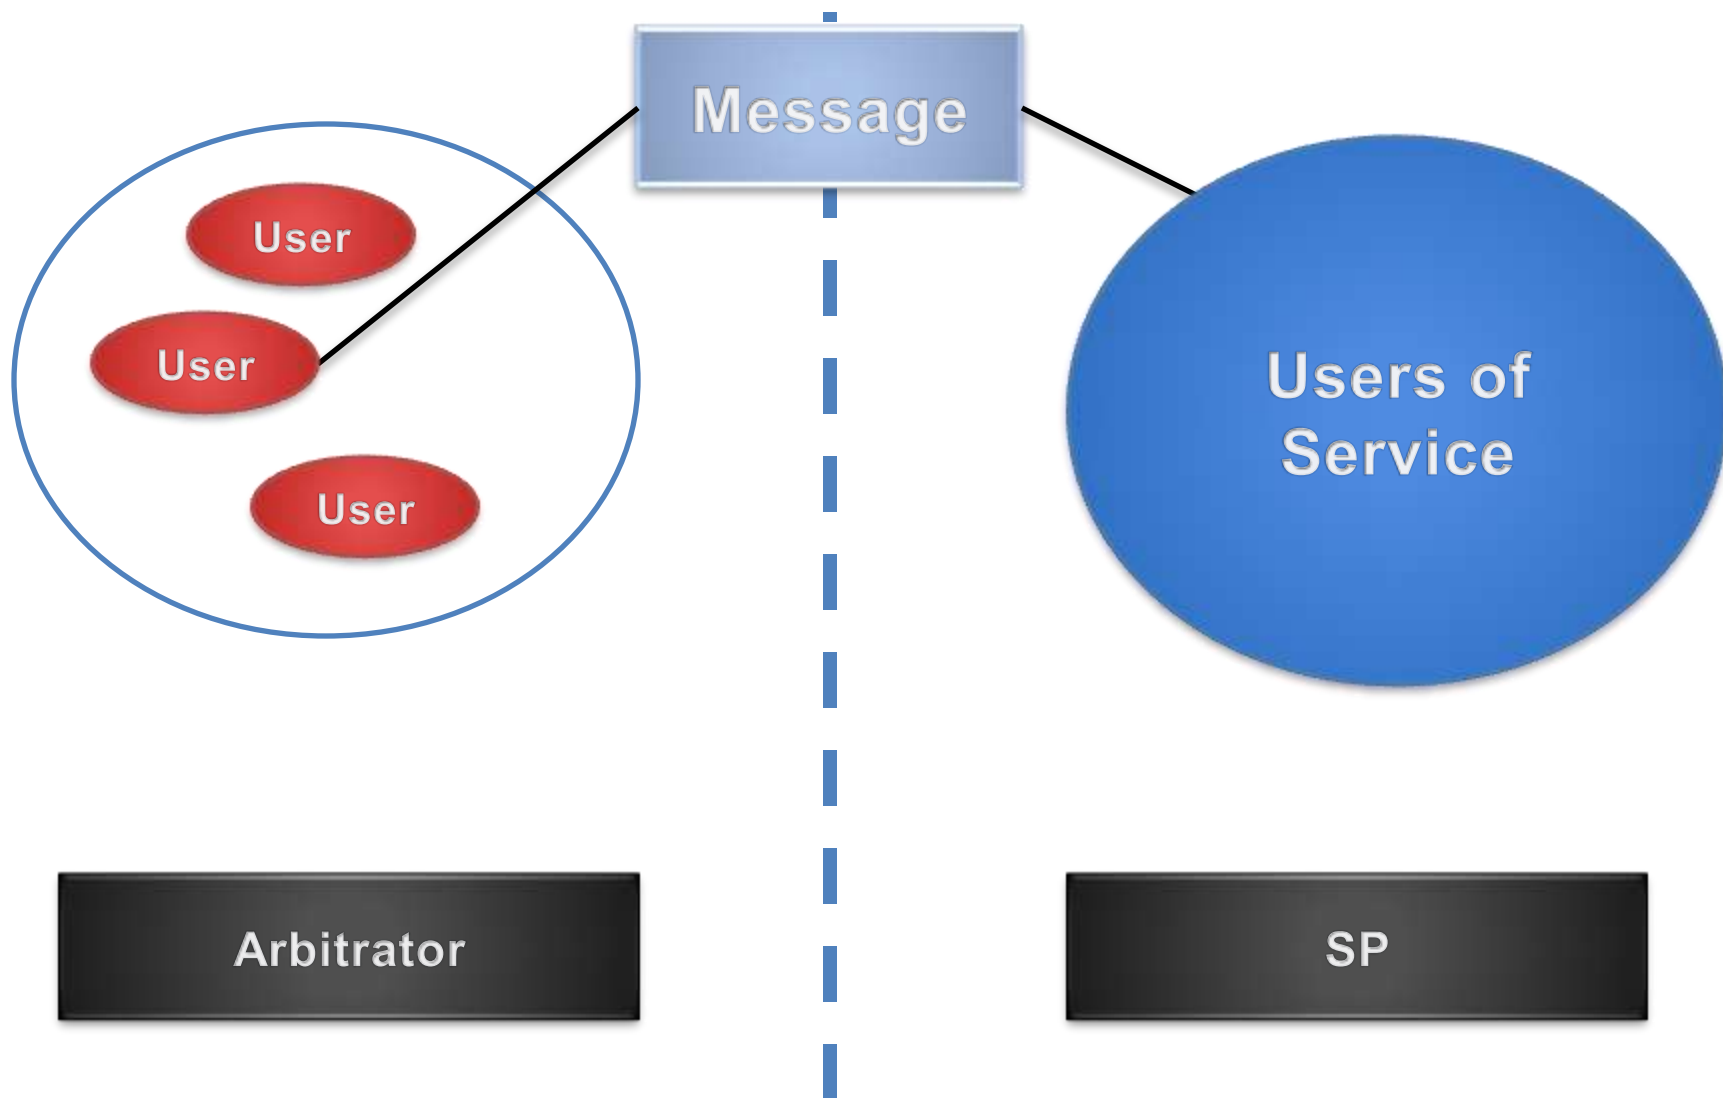 Message
User
User
User
Users of
Service
Arbitrator
SP